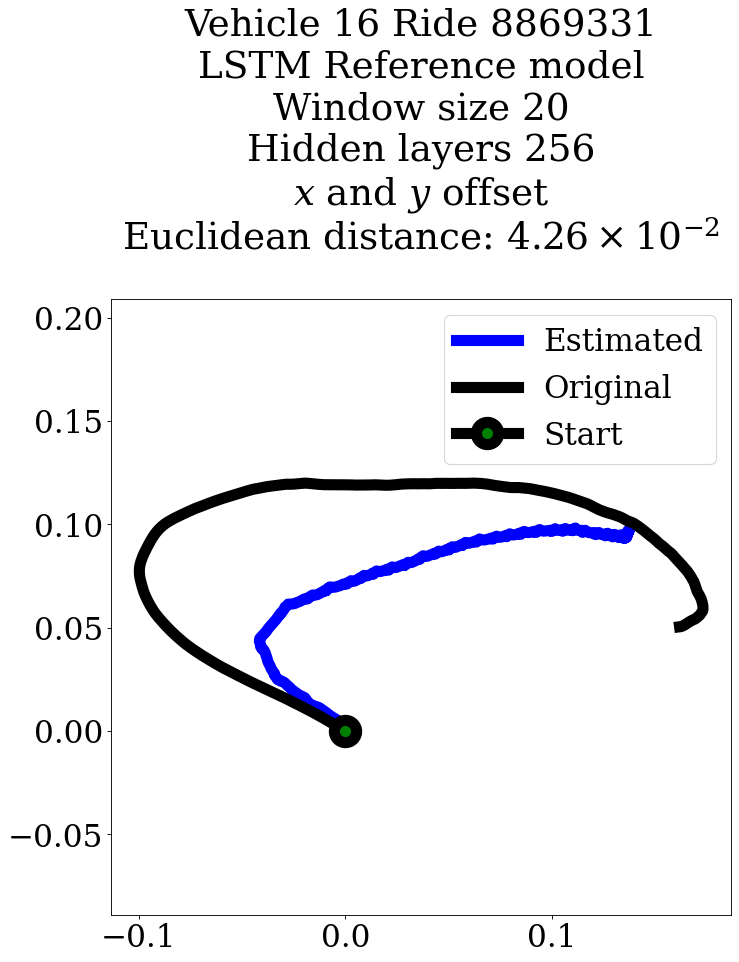 Vehicle 16 Ride 8869331
LSTM Reference model
Window size 20
Hidden layers 256
x and y offset
Euclidean distance: 4.26 × 10⁻²
Estimated
Original
Start
0.20
0.15
0.10
0.05
0.00
−0.05
−0.1 0.0 0.1